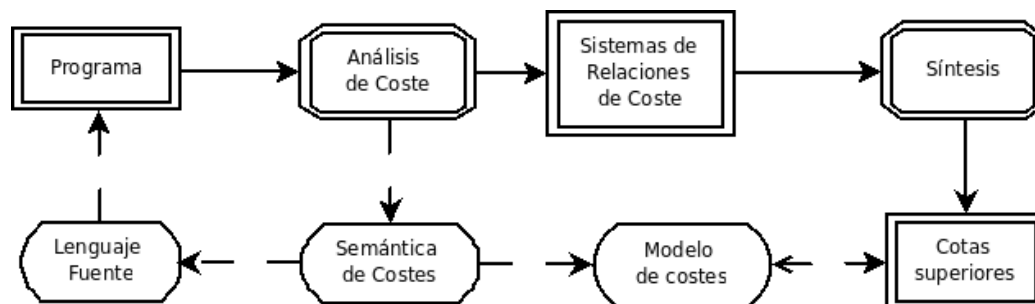 Programa
Análisis
de Coste
Sistemas de
Relaciones
de Coste
Síntesis
Lenguaje
Fuente
Semántica
de Costes
Modelo
de costes
Cotas
superiores